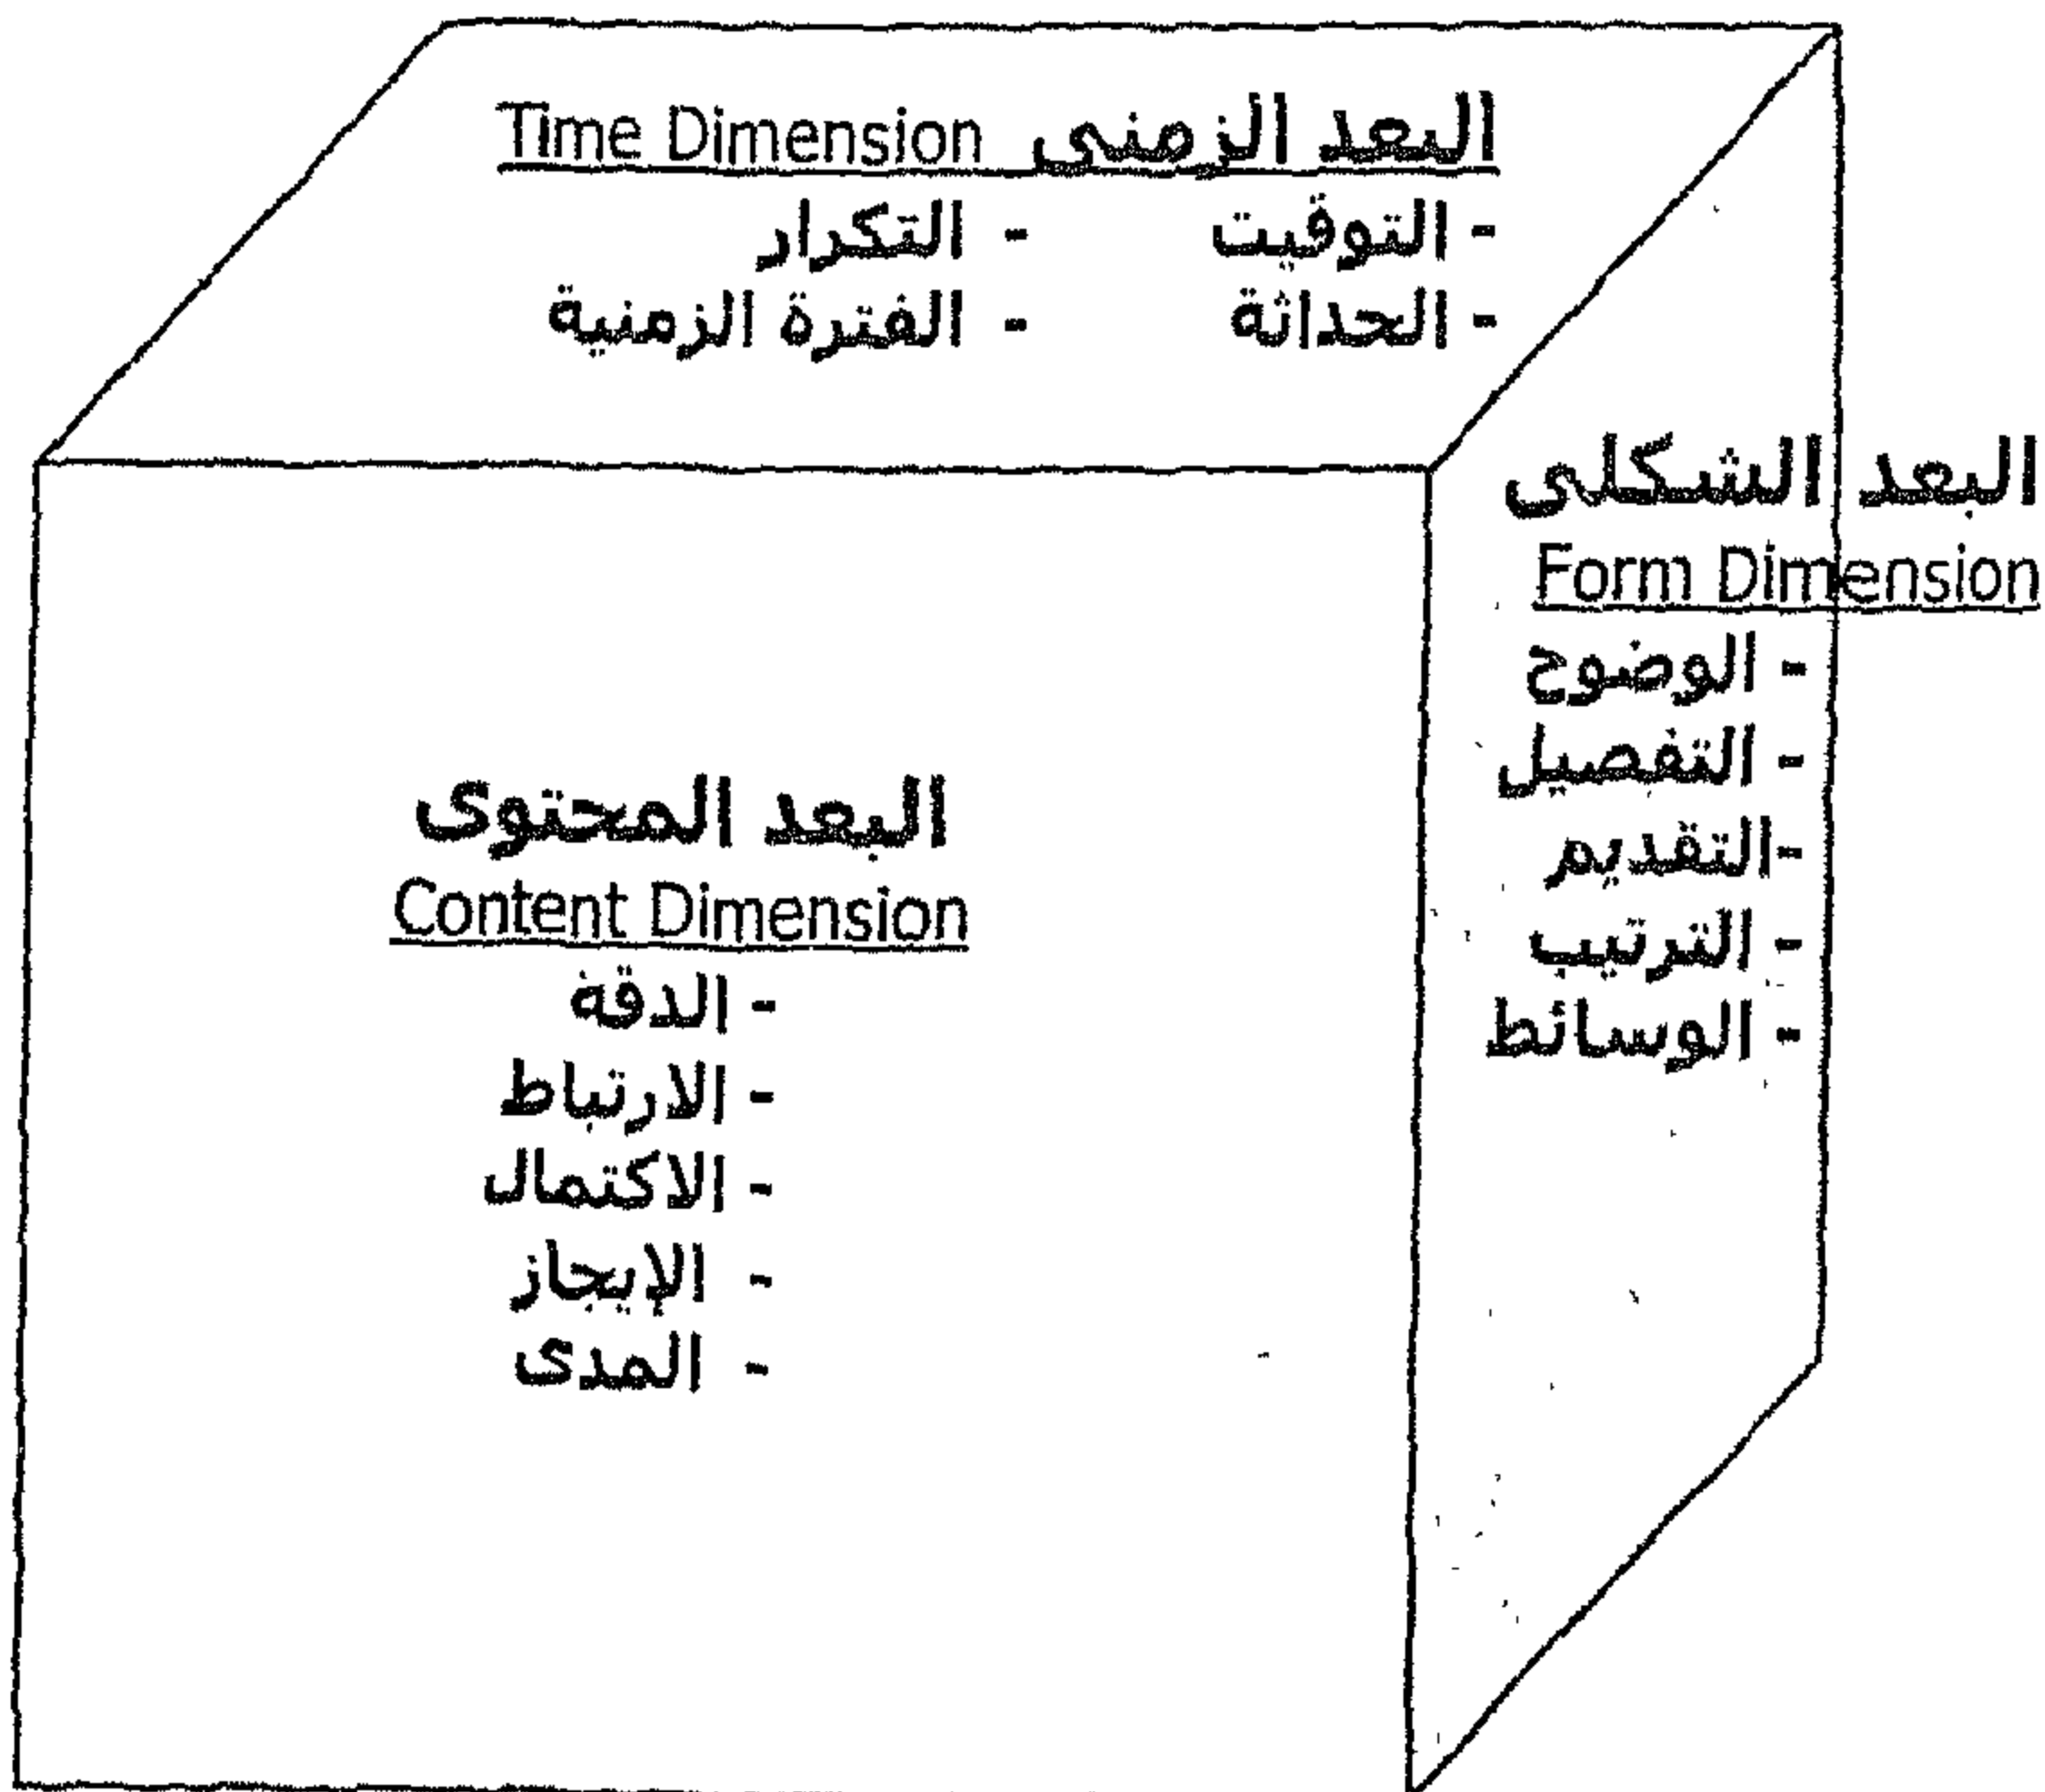 البعد الزمنى Time Dimension
- التوقيت - التكرار
- الحداثة - الفترة الزمنية
البعد الشكلى
Form Dimension
- الوضوح
- التفصيل
-التقديم
- الترتيب
- الوسائط
البعد المحتوى
Content Dimension
- الدقة
- الارتباط
- الاكتمال
- الإيجاز
- المدى